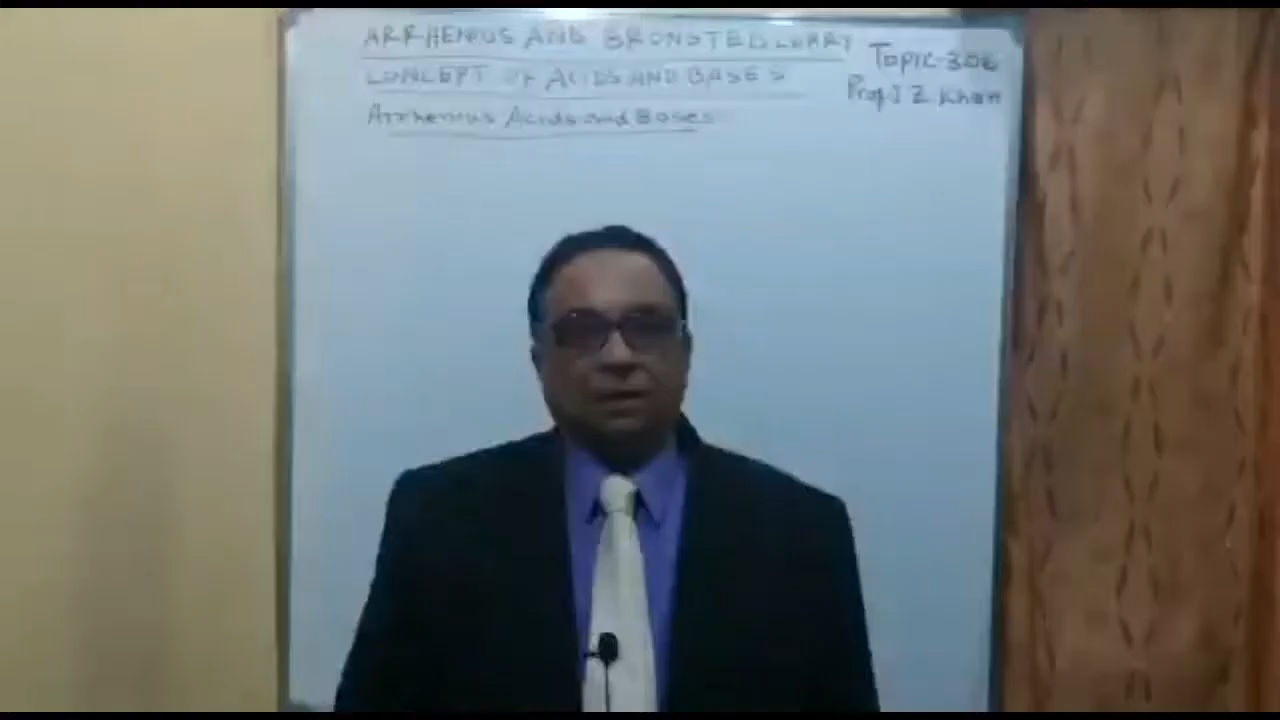 ARRHENIUS AND BRONSTED LOWRY
CONCEPT OF ACIDS AND BASES
Arrhenius Acids and Bases
Topic-306
Prof J Z Khan